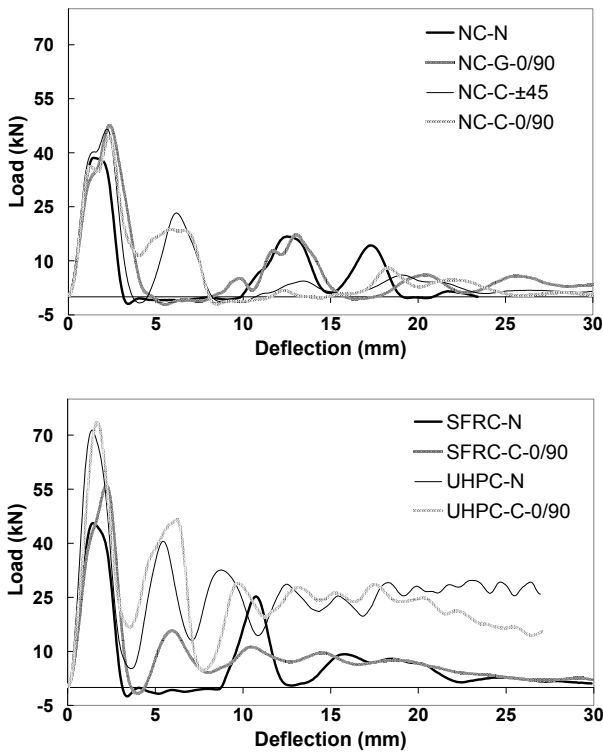 70
55
40
25
10
-5
Load (kN)
0 5 10 15 20 25 30
Deflection (mm)
NC-N
NC-G-0/90
NC-C-±45
NC-C-0/90
70
55
40
25
10
-5
Load (kN)
0 5 10 15 20 25 30
Deflection (mm)
SFRC-N
SFRC-C-0/90
UHPC-N
UHPC-C-0/90